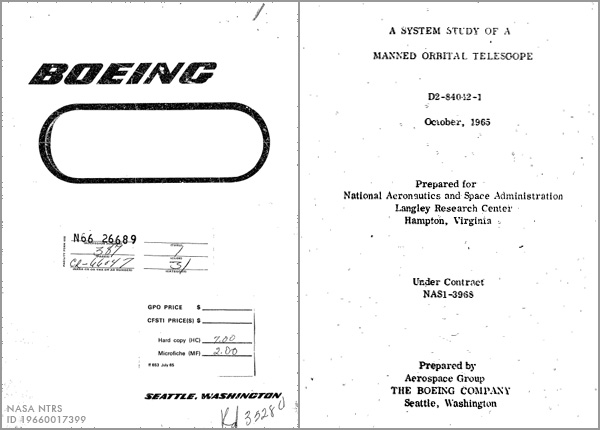 BOEING
N66 26689
387
1
CR-66047
31
GPO PRICE $
CFSTI PRICE(S) $
Hard copy (HC) 7.00
Microfiche (MF) 2.00
ff 653 July 65
SEATTLE, WASHINGTON
NASA NTRS
ID 19660017399
A SYSTEM STUDY OF A
MANNED ORBITAL TELESCOPE
D2-84042-1
October, 1965
Prepared for
National Aeronautics and Space Administration
Langley Research Center
Hampton, Virginia
Under Contract
NAS1-3968
Prepared by
Aerospace Group
THE BOEING COMPANY
Seattle, Washington